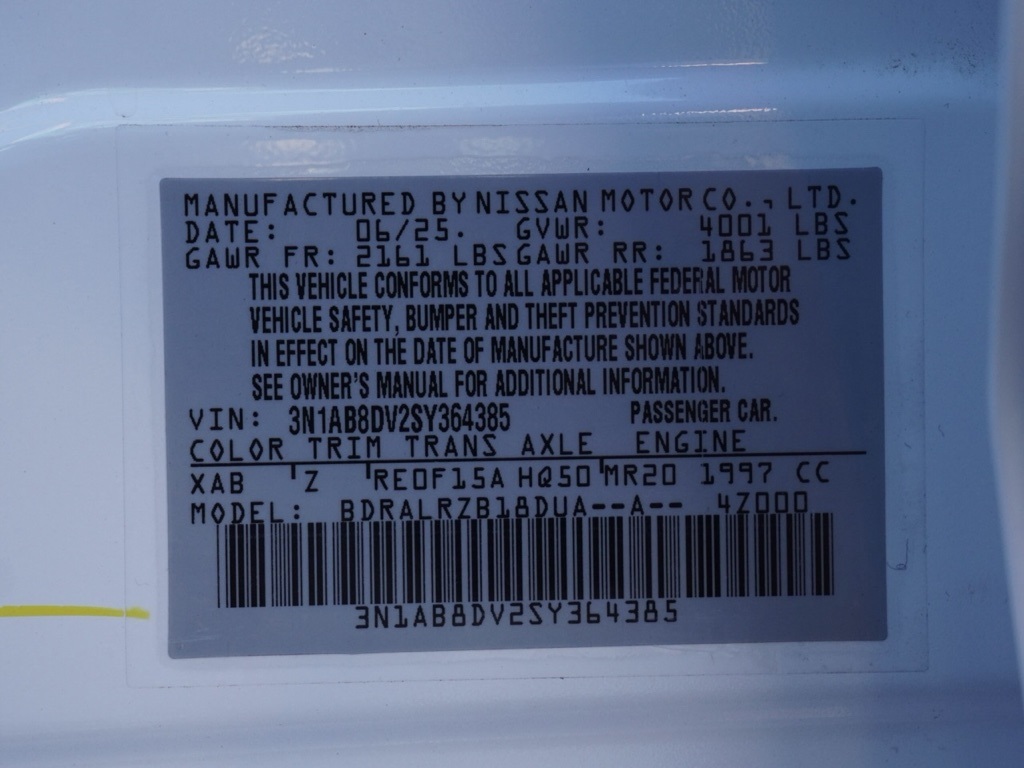 MANUFACTURED BY NISSAN MOTOR CO., LTD.
DATE: 06/25. GVWR: 4001 LBS
GAWR FR: 2161 LBS GAWR RR: 1863 LBS
THIS VEHICLE CONFORMS TO ALL APPLICABLE FEDERAL MOTOR
VEHICLE SAFETY, BUMPER AND THEFT PREVENTION STANDARDS
IN EFFECT ON THE DATE OF MANUFACTURE SHOWN ABOVE.
SEE OWNER'S MANUAL FOR ADDITIONAL INFORMATION.
VIN: 3N1AB8DV2SY364385 PASSENGER CAR.
COLOR TRIM TRANS AXLE ENGINE
XAB Z RE0F15A HQ50 MR20 1997 CC
MODEL: BDRALRZB18DUA--A-- 4Z000
3N1AB8DV2SY364385